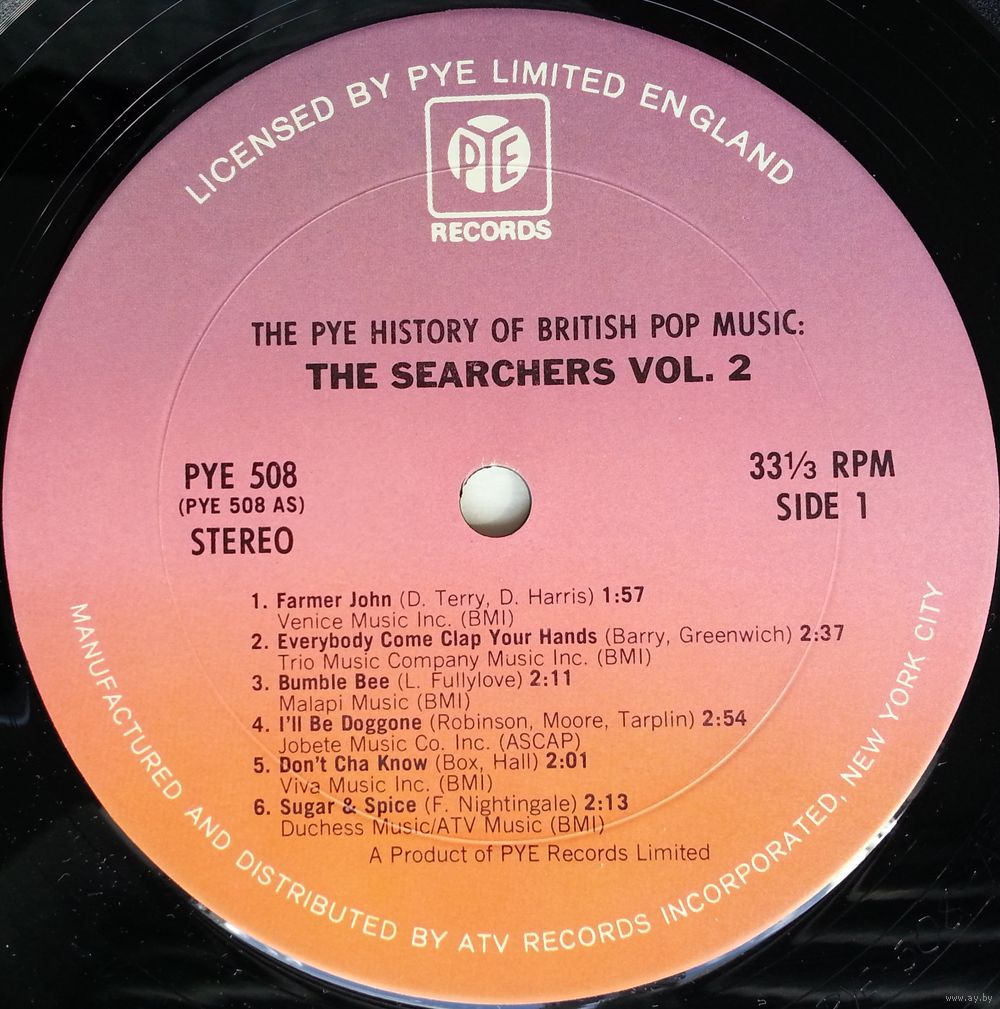 LICENSED BY PYE LIMITED ENGLAND
PYE
RECORDS
THE PYE HISTORY OF BRITISH POP MUSIC:
THE SEARCHERS VOL. 2
PYE 508
(PYE 508 AS)
STEREO
33⅓ RPM
SIDE 1
1. Farmer John (D. Terry, D. Harris) 1:57
Venice Music Inc. (BMI)
2. Everybody Come Clap Your Hands (Barry, Greenwich) 2:37
Trio Music Company Music Inc. (BMI)
3. Bumble Bee (L. Fullylove) 2:11
Malapi Music (BMI)
4. I'll Be Doggone (Robinson, Moore, Tarplin) 2:54
Jobete Music Co. Inc. (ASCAP)
5. Don't Cha Know (Box, Hall) 2:01
Viva Music Inc. (BMI)
6. Sugar & Spice (F. Nightingale) 2:13
Duchess Music/ATV Music (BMI)
A Product of PYE Records Limited
MANUFACTURED AND DISTRIBUTED BY ATV RECORDS INCORPORATED, NEW YORK CITY
www.ay.by